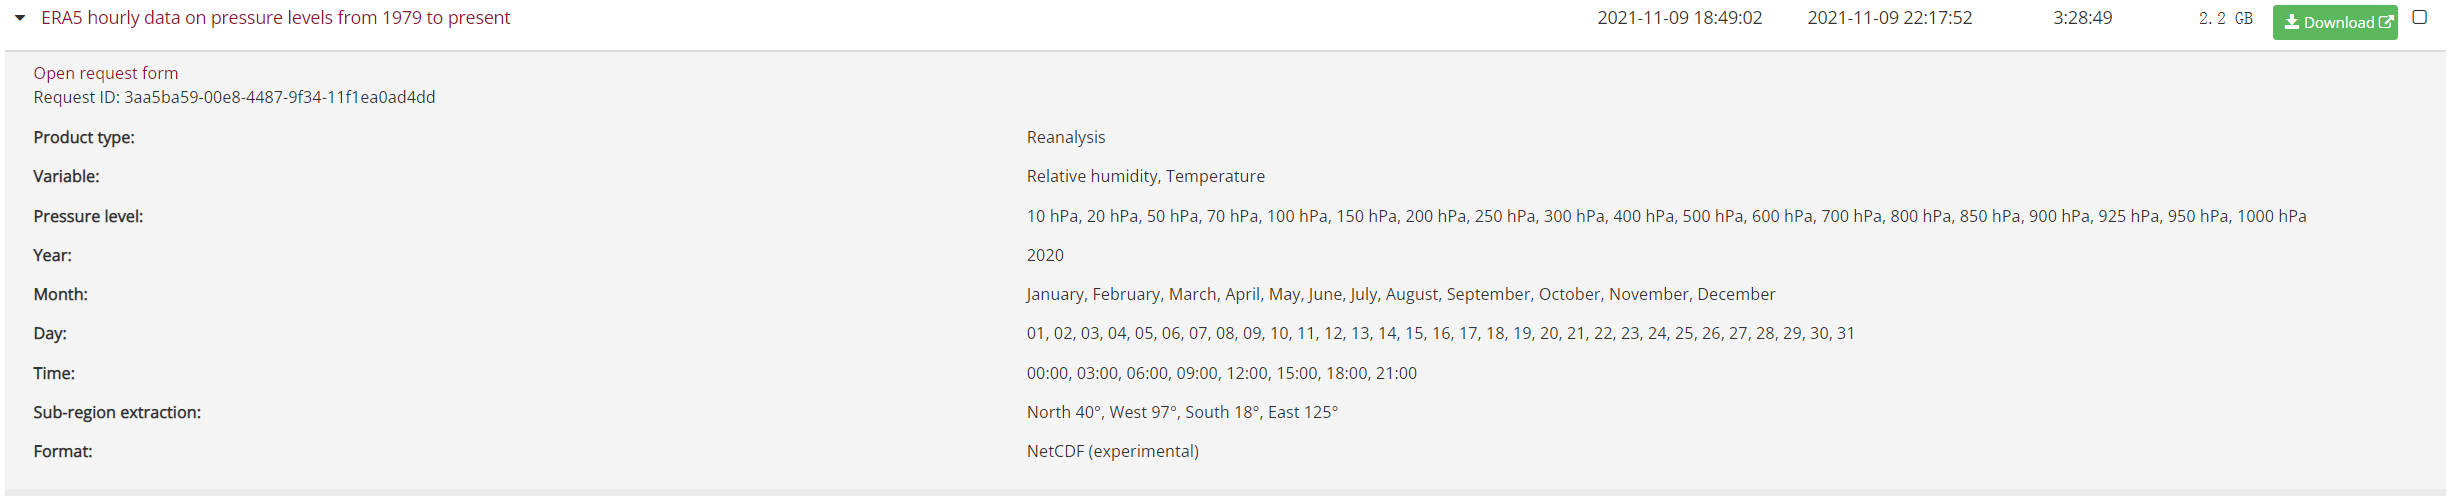 ERA5 hourly data on pressure levels from 1979 to present 2021-11-09 18:49:02 2021-11-09 22:17:52 3:28:49 2.2 GB Download
Open request form
Request ID: 3aa5ba59-00e8-4487-9f34-11f1ea0ad4dd
Product type: Reanalysis
Variable: Relative humidity, Temperature
Pressure level: 10 hPa, 20 hPa, 50 hPa, 70 hPa, 100 hPa, 150 hPa, 200 hPa, 250 hPa, 300 hPa, 400 hPa, 500 hPa, 600 hPa, 700 hPa, 800 hPa, 850 hPa, 900 hPa, 925 hPa, 950 hPa, 1000 hPa
Year: 2020
Month: January, February, March, April, May, June, July, August, September, October, November, December
Day: 01, 02, 03, 04, 05, 06, 07, 08, 09, 10, 11, 12, 13, 14, 15, 16, 17, 18, 19, 20, 21, 22, 23, 24, 25, 26, 27, 28, 29, 30, 31
Time: 00:00, 03:00, 06:00, 09:00, 12:00, 15:00, 18:00, 21:00
Sub-region extraction: North 40°, West 97°, South 18°, East 125°
Format: NetCDF (experimental)